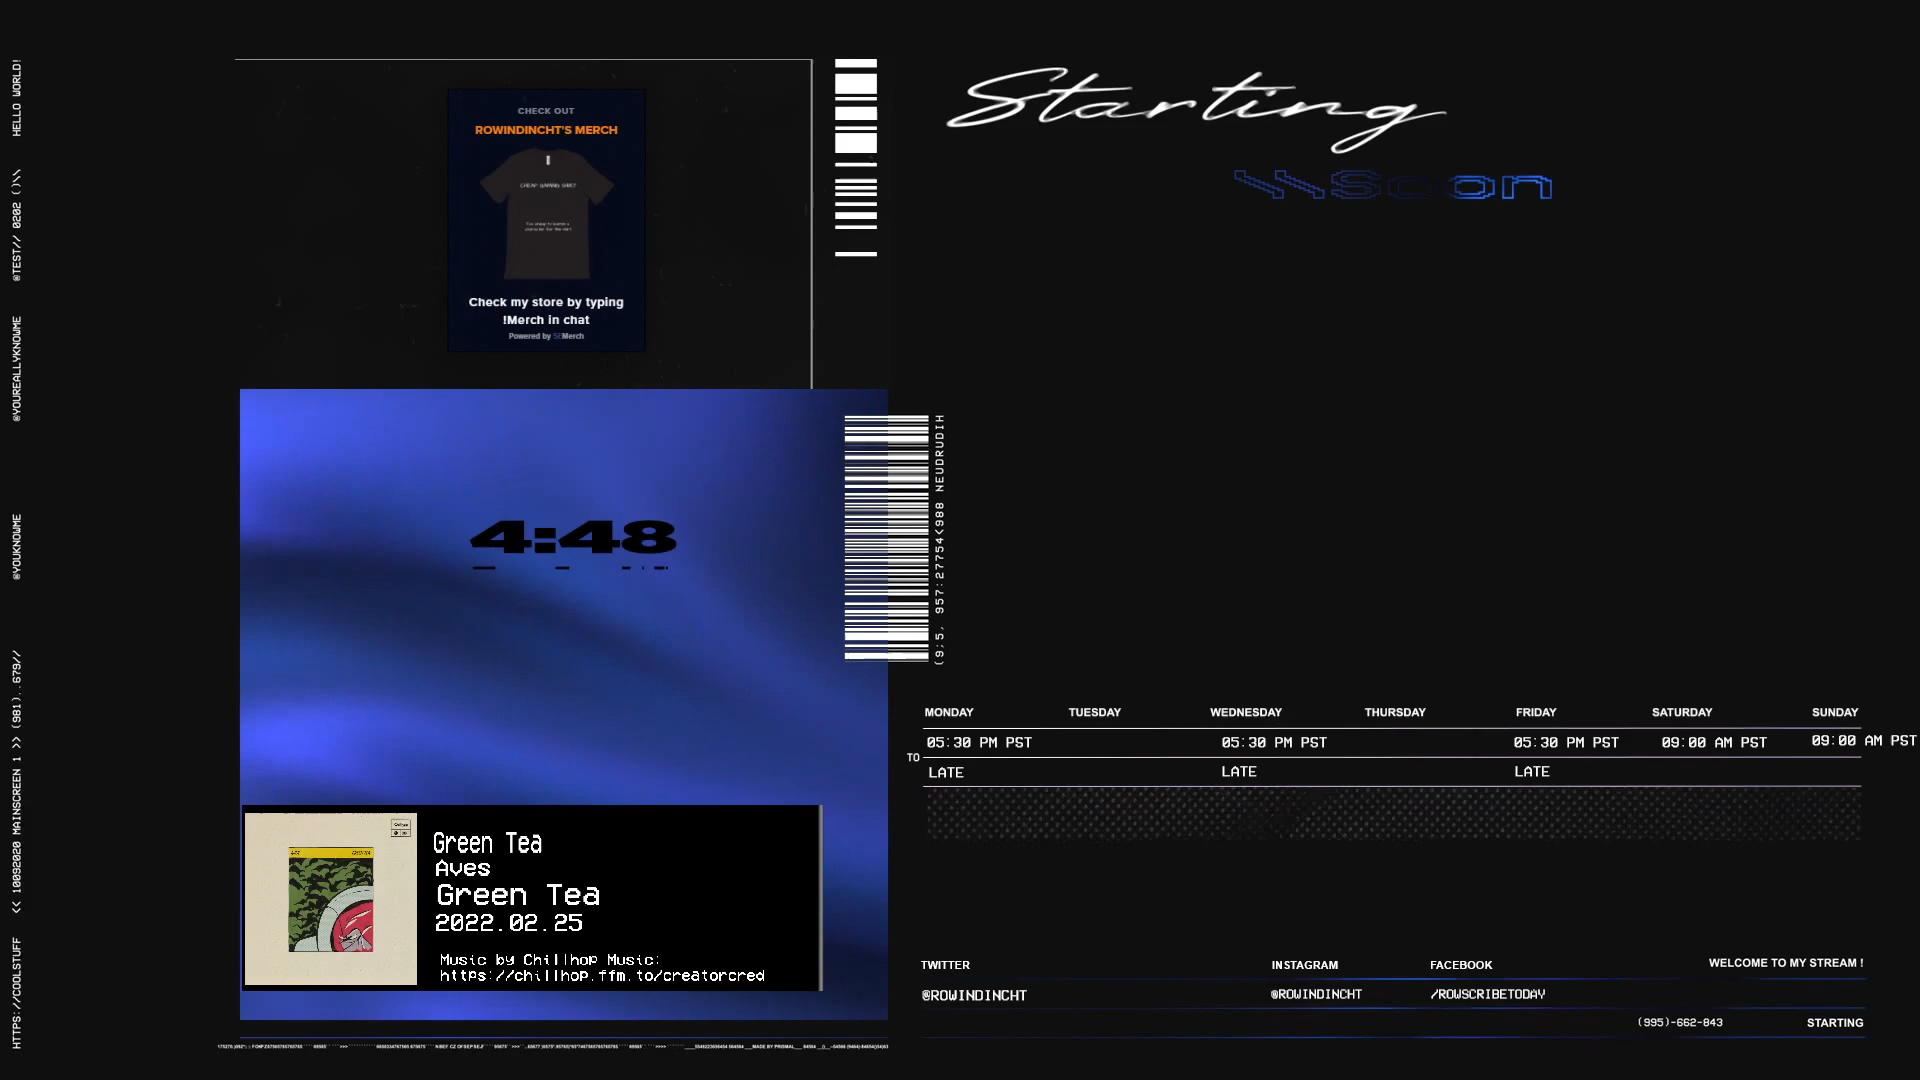 HELLO WORLD!
@TEST// 0202 ()\\
@YOUREALLYKNOWME
@YOUKNOWME
<< 10092020 MAINSCREEN 1 >> (981)..679//
HTTPS://COOLSTUFF
CHECK OUT
ROWINDINCHT'S MERCH
Check my store by typing
!Merch in chat
Powered by SEMerch
Starting
\\Soon
4:48
(9:5, 957:27754<988 NEUDRUDIH
Green Tea
Aves
Green Tea
2022.02.25
Music by Chillhop Music:
https://chillhop.ffm.to/creatorcred
MONDAY TUESDAY WEDNESDAY THURSDAY FRIDAY SATURDAY SUNDAY
05:30 PM PST 05:30 PM PST 05:30 PM PST 09:00 AM PST 09:00 AM PST
TO
LATE LATE LATE
TWITTER INSTAGRAM FACEBOOK WELCOME TO MY STREAM !
@ROWINDINCHT @ROWINDINCHT /ROWSCRIBETODAY
(995)-662-843 STARTING